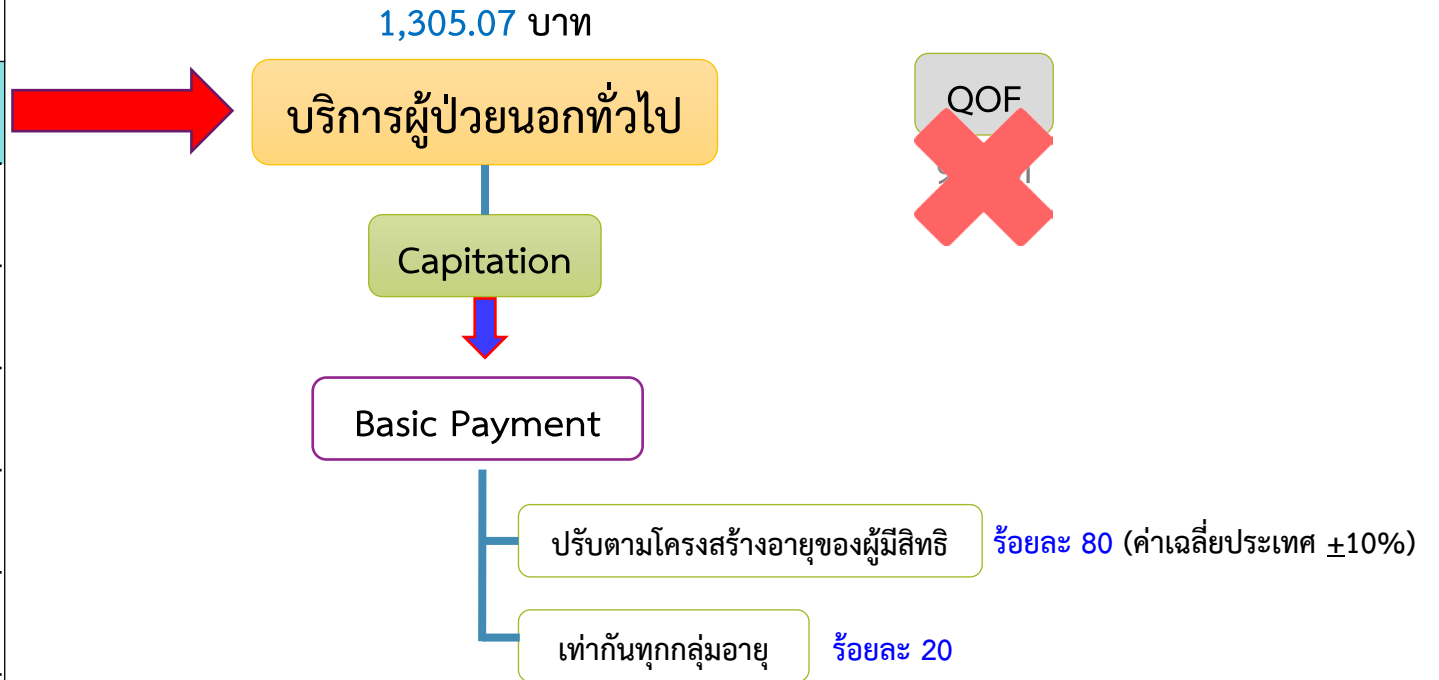 1,305.07 บาท
บริการผู้ป่วยนอกทั่วไป
QOF
Capitation
Basic Payment
ปรับตามโครงสร้างอายุของผู้มีสิทธิ ร้อยละ 80 (ค่าเฉลี่ยประเทศ ±10%)
เท่ากันทุกกลุ่มอายุ ร้อยละ 20